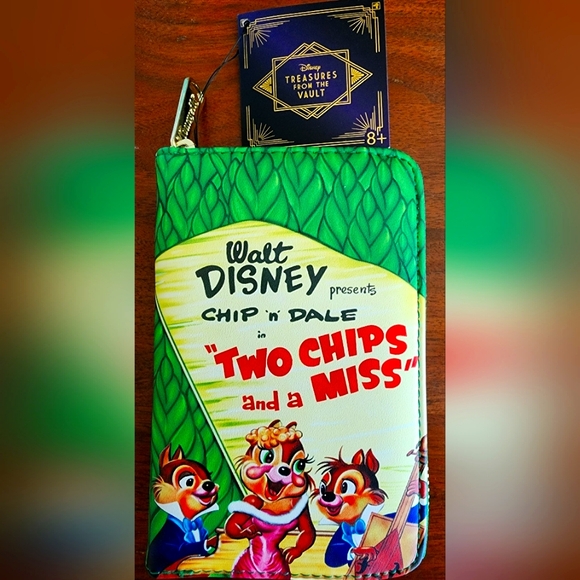 Disney
TREASURES
FROM THE
VAULT
8+
Walt
DISNEY presents
CHIP 'n' DALE
in
"TWO CHIPS
and a MISS"